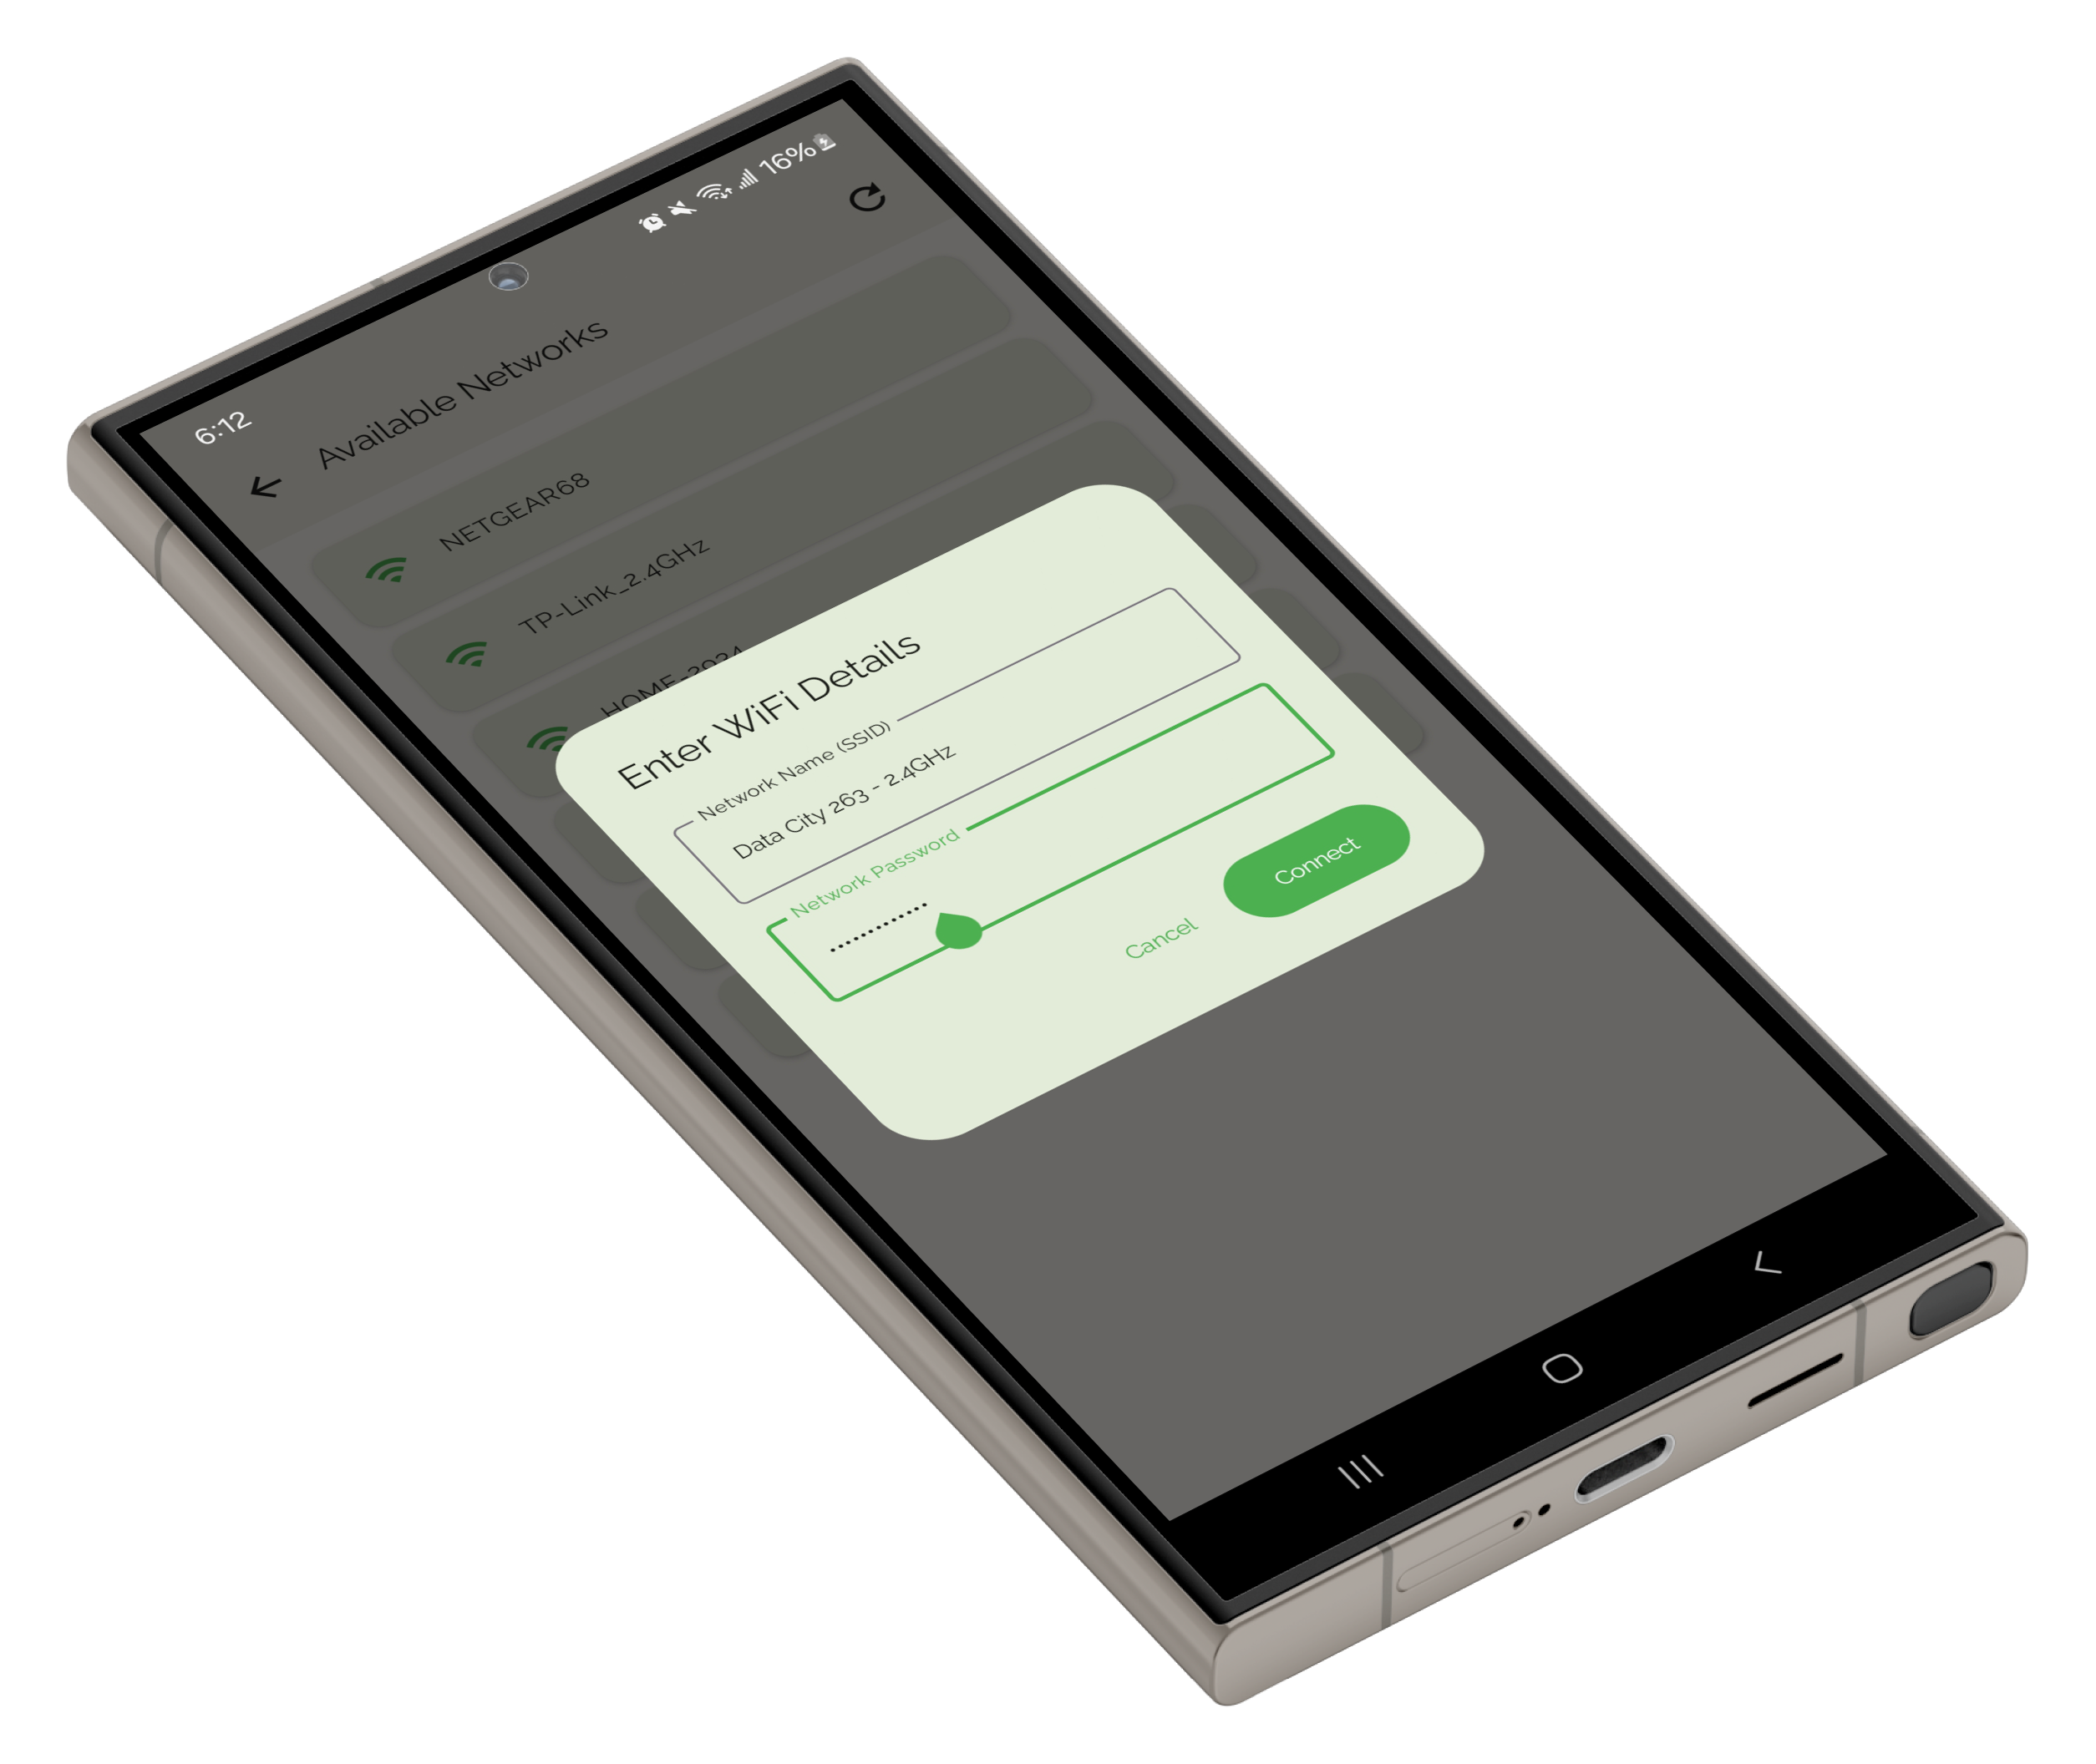 6:12
16%
Available Networks
NETGEAR68
TP-Link_2.4GHz
HOME-2024
Enter WiFi Details
Network Name (SSID)
Data City 263 - 2.4GHz
Network Password
•••••••••••••
Cancel
Connect